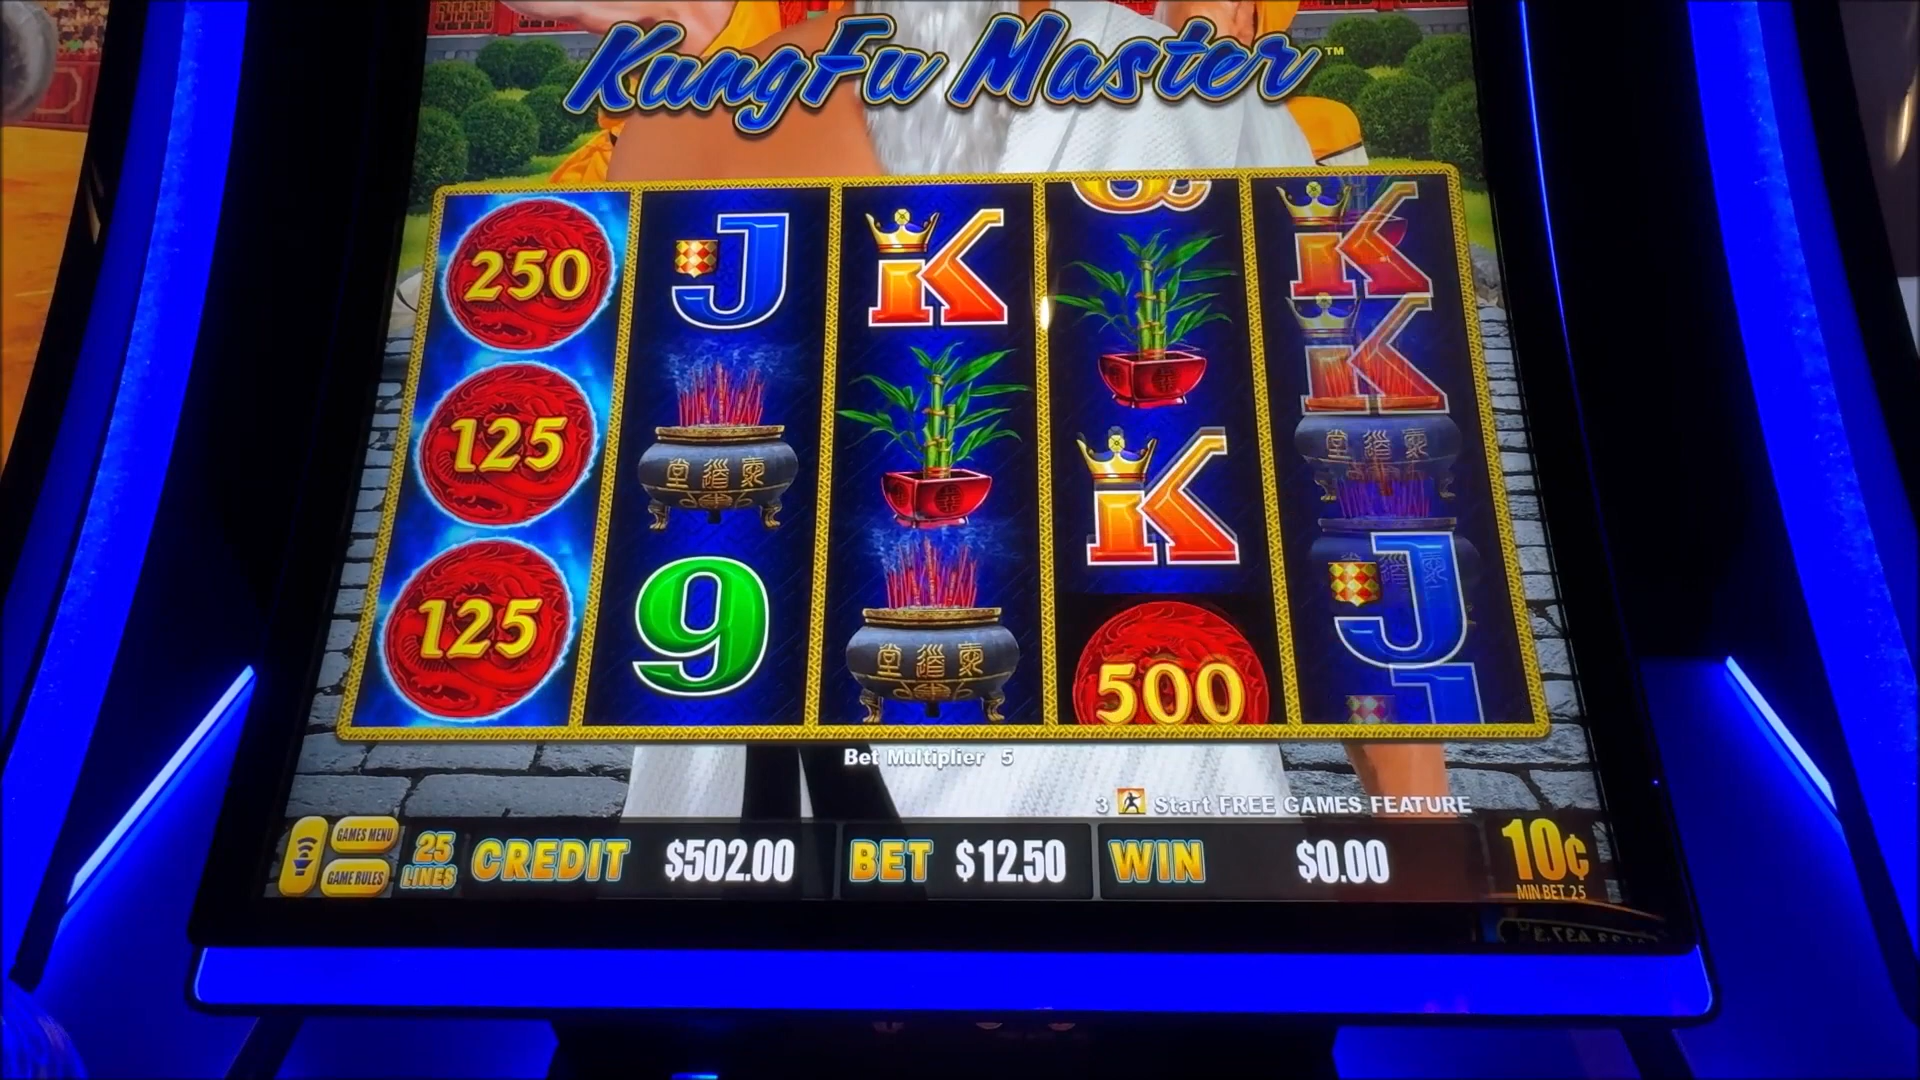 KungFu Master™
250
J
K
K
125
K
K
125
9
500
J
Bet Multiplier 5
3 Start FREE GAMES FEATURE
GAMES MENU
GAME RULES
25 LINES
CREDIT $502.00
BET $12.50
WIN $0.00
10¢
MIN BET 25